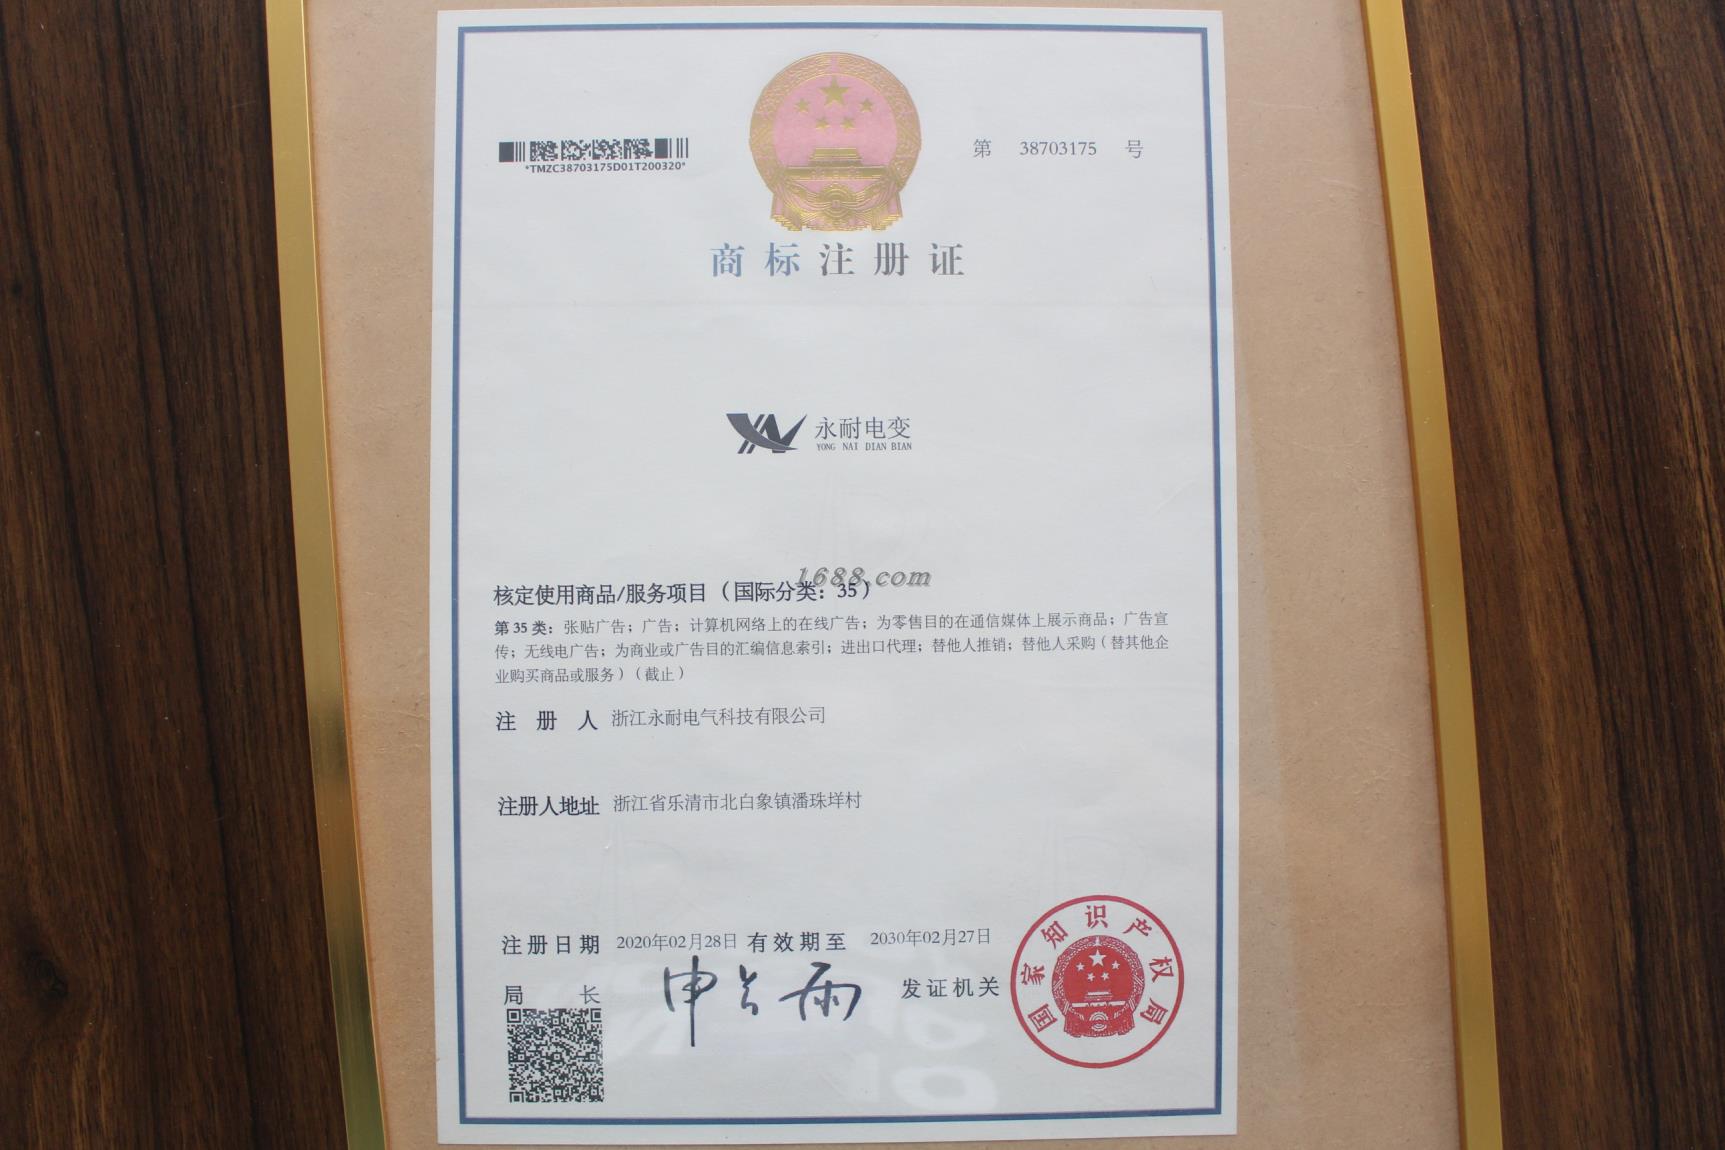 *TMZC38703175D01T200320*
第 38703175 号
商标注册证
永耐电变
YONG NAI DIAN BIAN
1688.com
核定使用商品/服务项目（国际分类：35）
第 35 类：张贴广告；广告；计算机网络上的在线广告；为零售目的在通信媒体上展示商品；广告宣
传；无线电广告；为商业或广告目的汇编信息索引；进出口代理；替他人推销；替他人采购（替其他企
业购买商品或服务）（截止）
注册人 浙江永耐电气科技有限公司
注册人地址 浙江省乐清市北白象镇潘珠垟村
注册日期 2020年02月28日 有效期至 2030年02月27日
局长 申长雨 发证机关
国家知识产权局